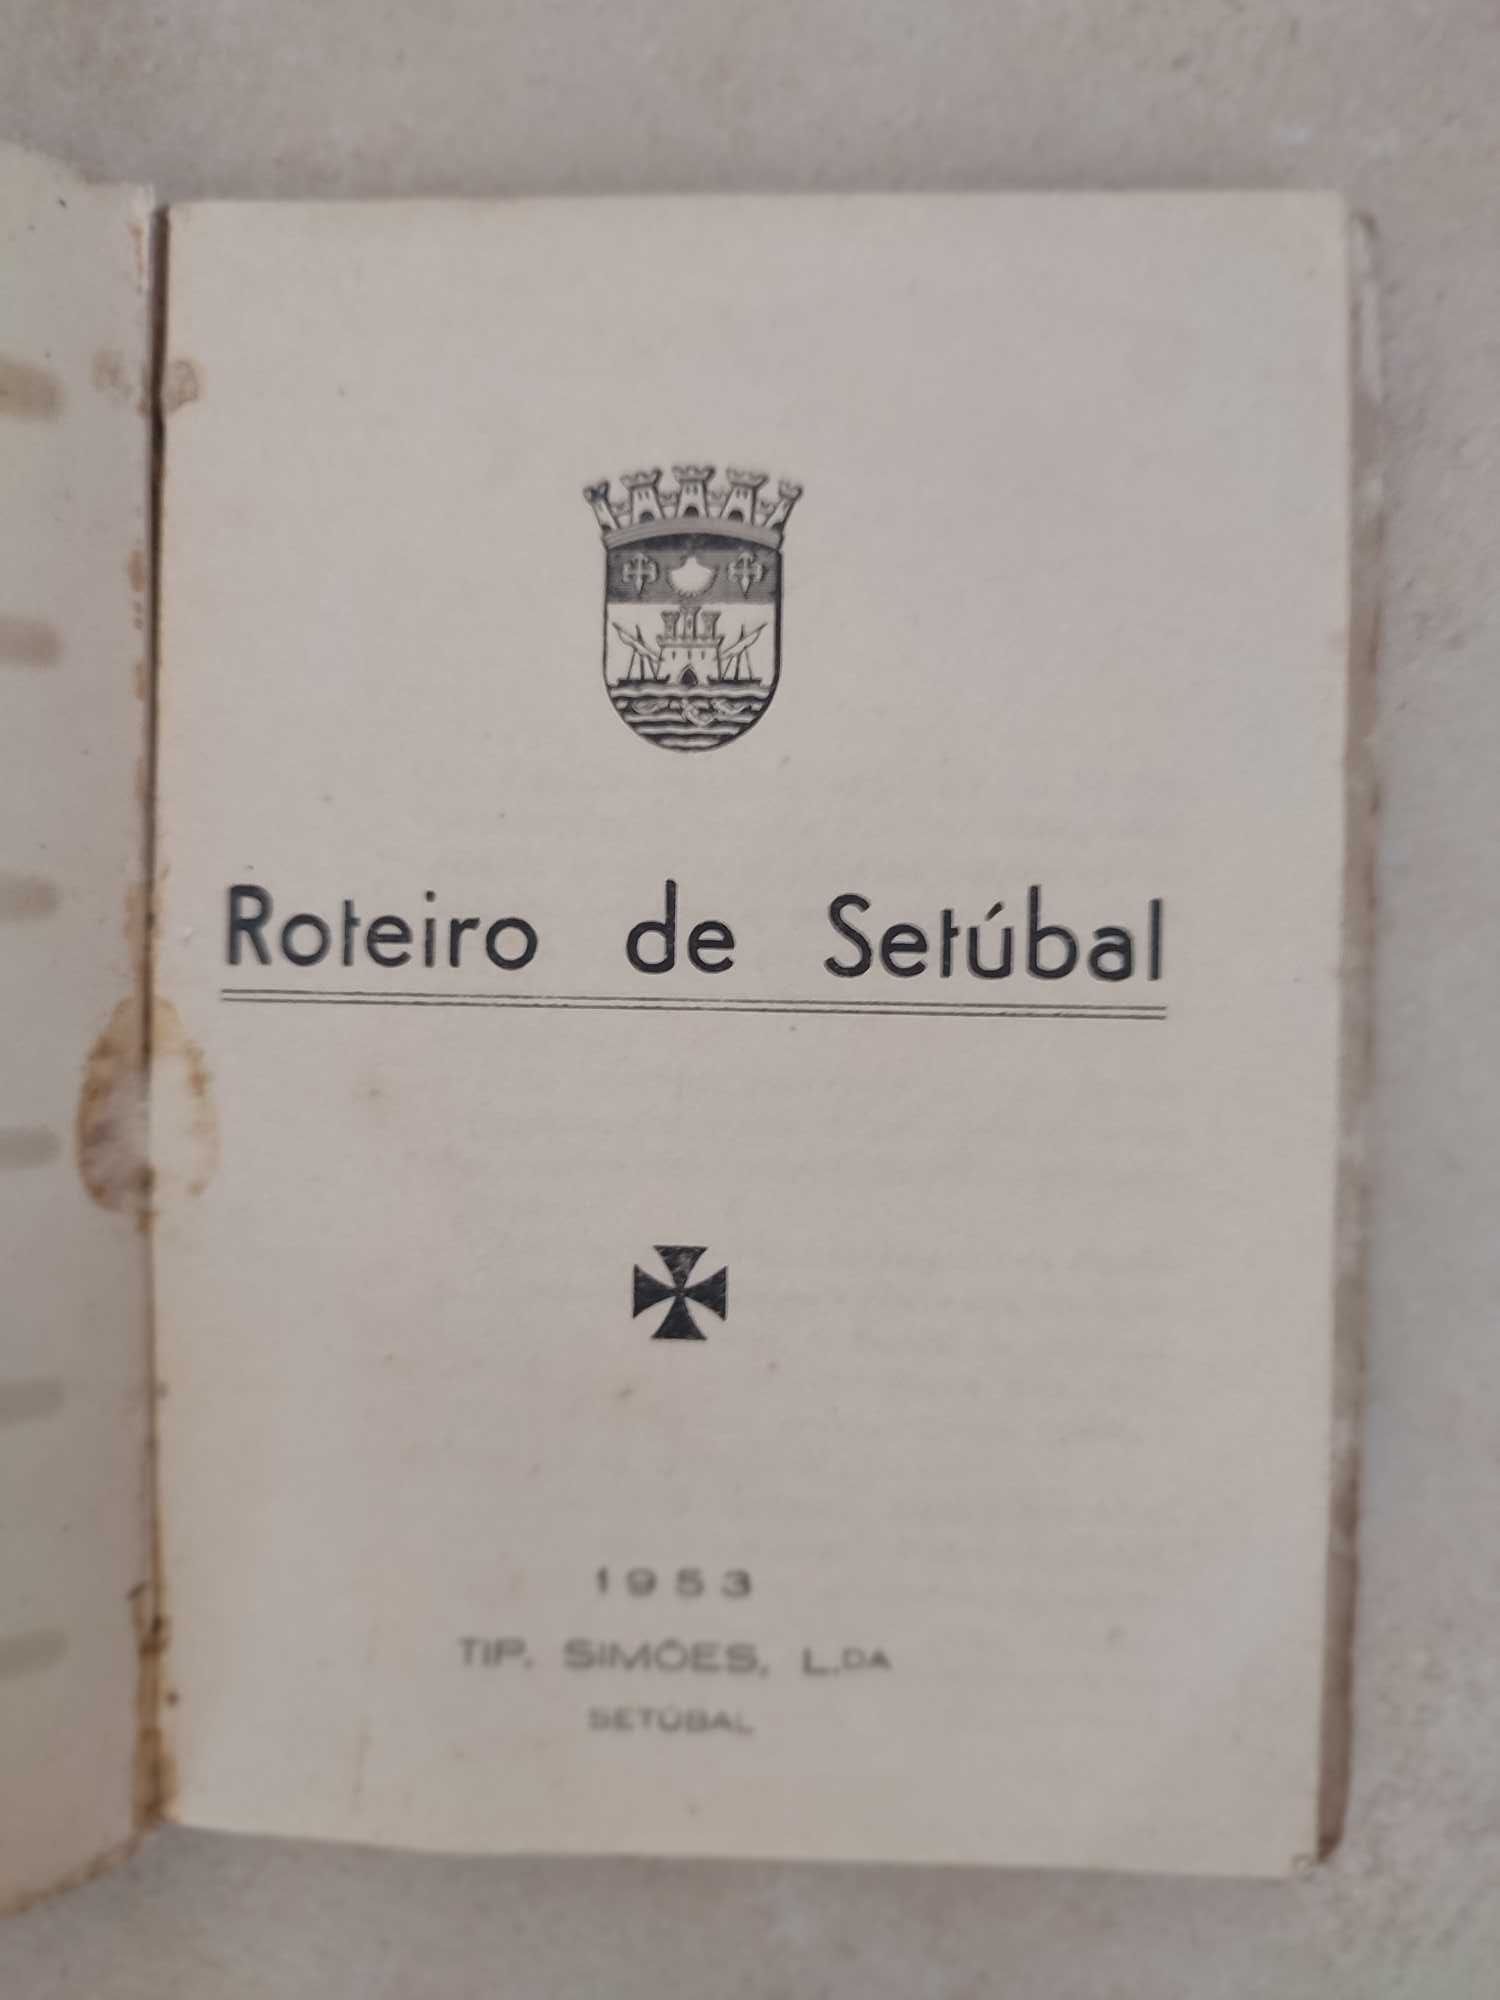 Roteiro de Setúbal
1953
TIP. SIMÕES, L.DA
SETÚBAL